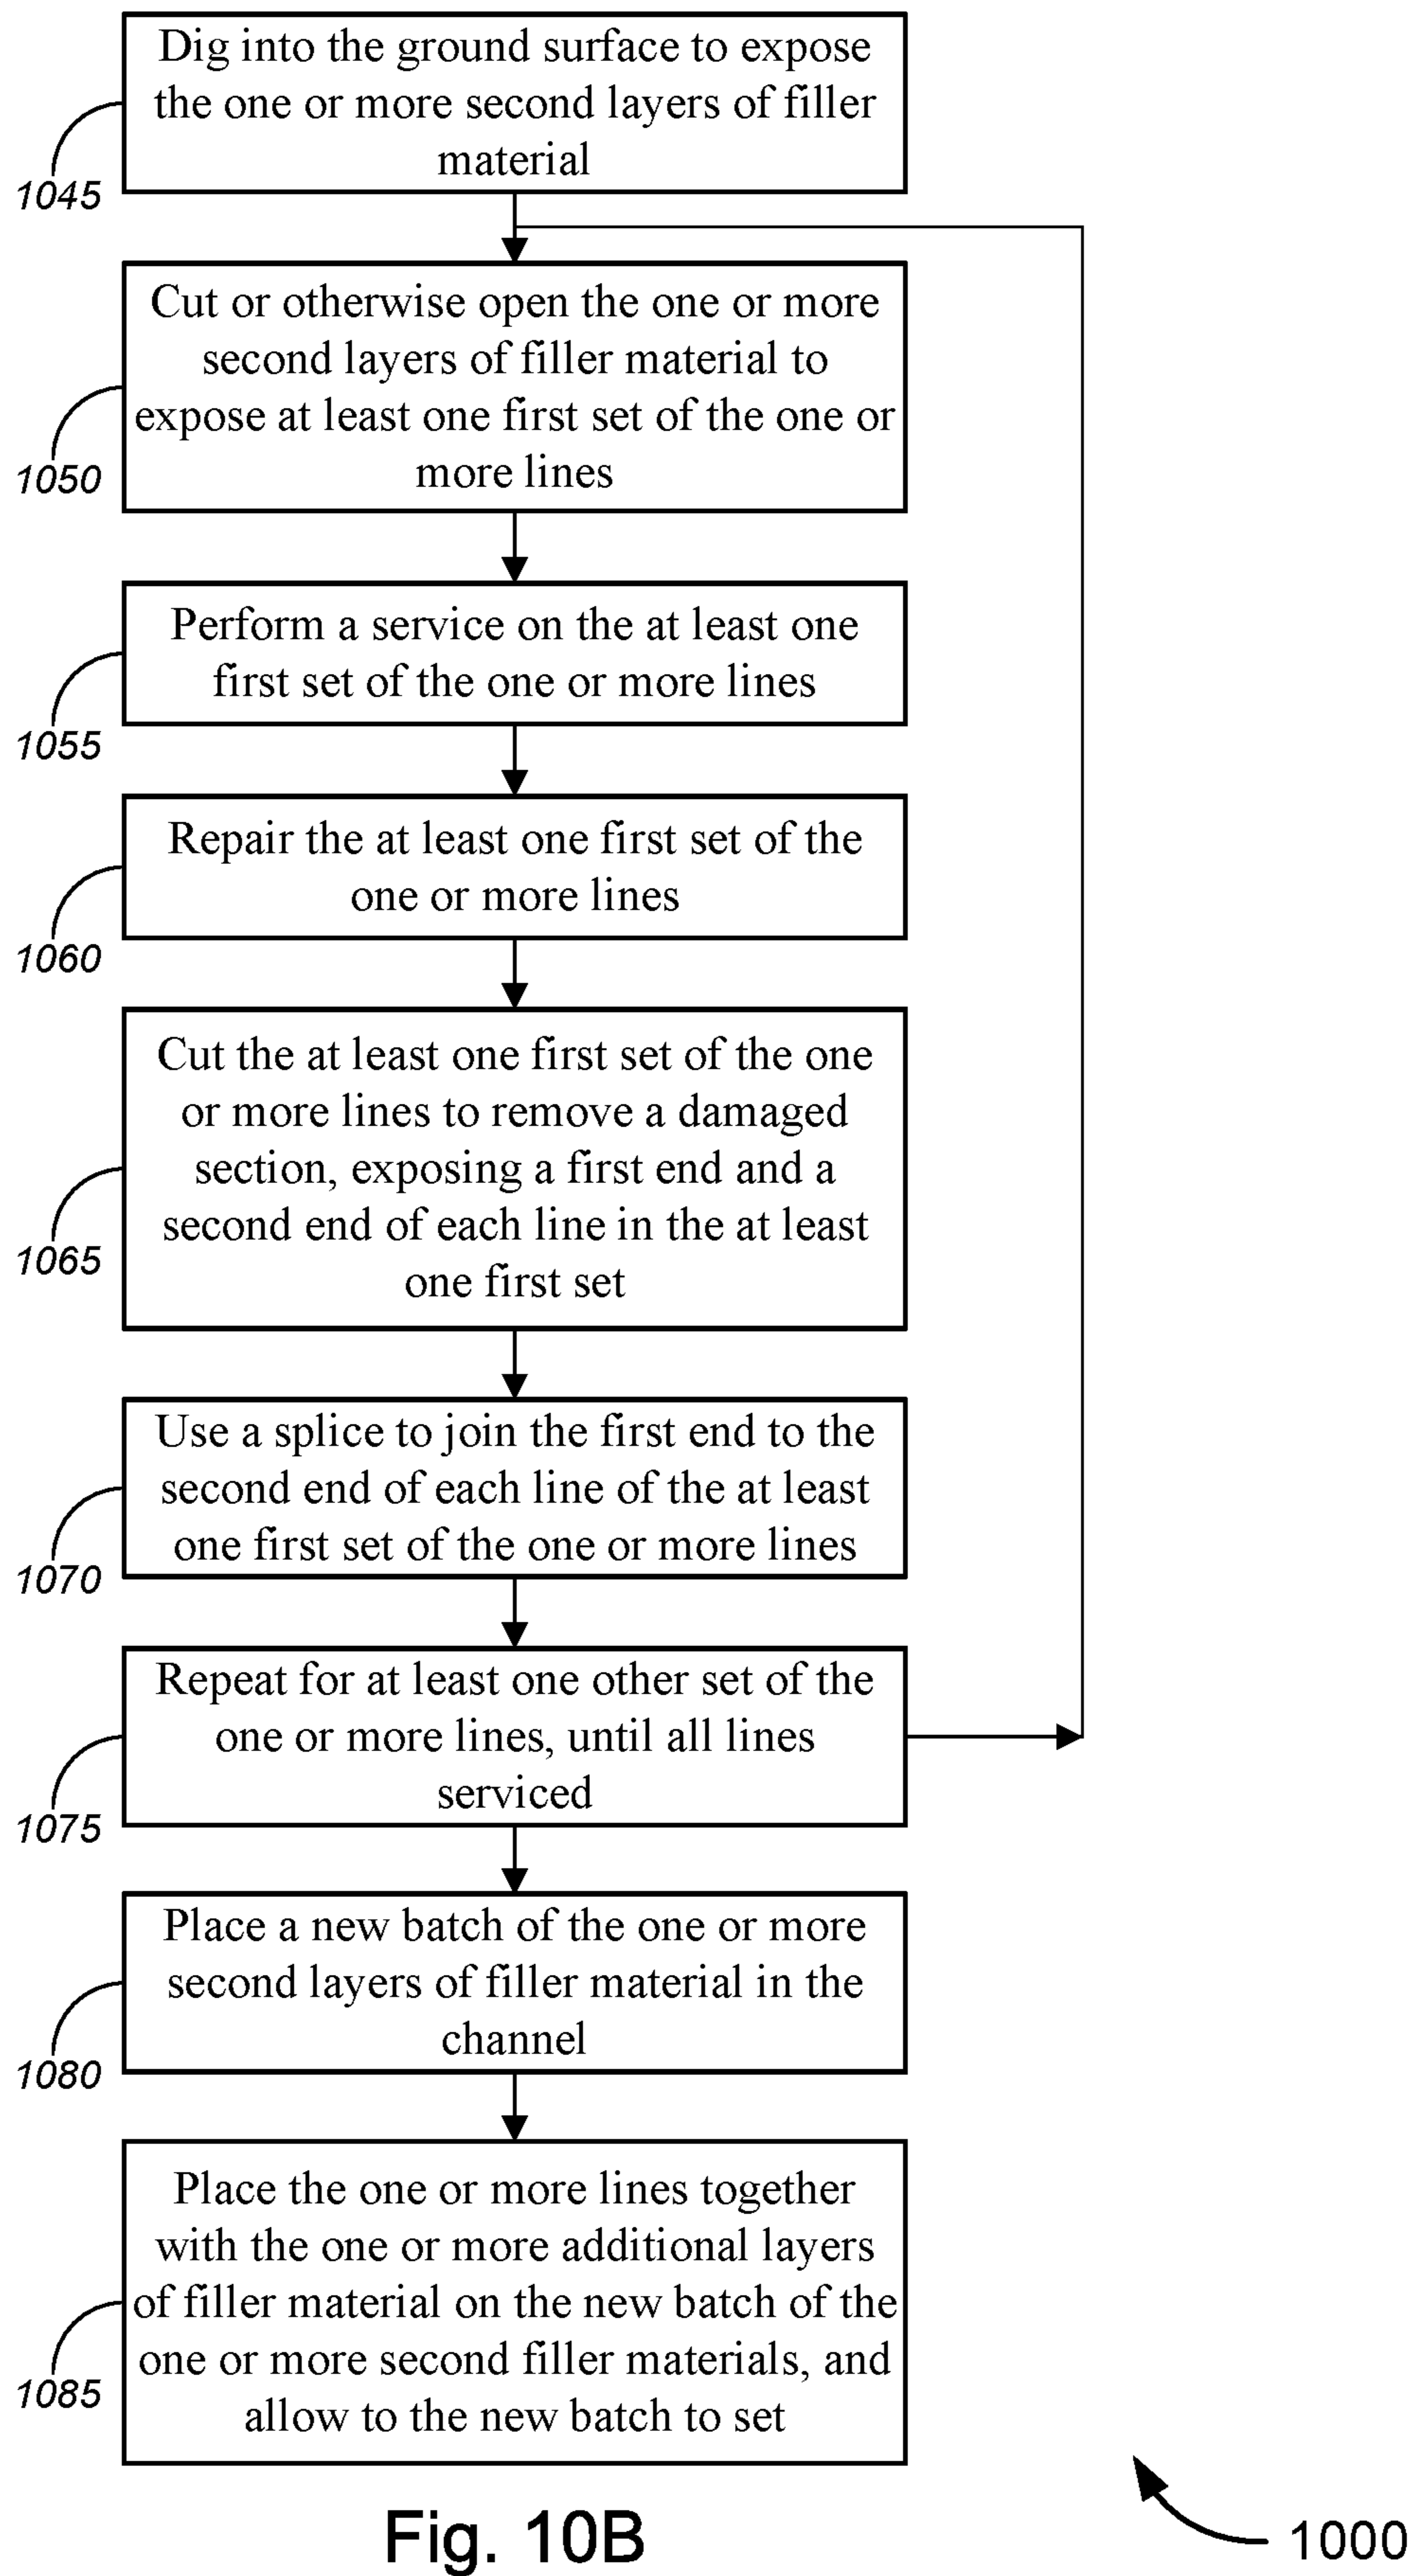 Dig into the ground surface to expose
the one or more second layers of filler
material
1045
Cut or otherwise open the one or more
second layers of filler material to
expose at least one first set of the one or
more lines
1050
Perform a service on the at least one
first set of the one or more lines
1055
Repair the at least one first set of the
one or more lines
1060
Cut the at least one first set of the one
or more lines to remove a damaged
section, exposing a first end and a
second end of each line in the at least
one first set
1065
Use a splice to join the first end to the
second end of each line of the at least
one first set of the one or more lines
1070
Repeat for at least one other set of the
one or more lines, until all lines
serviced
1075
Place a new batch of the one or more
second layers of filler material in the
channel
1080
Place the one or more lines together
with the one or more additional layers
of filler material on the new batch of the
one or more second filler materials, and
allow to the new batch to set
1085
Fig. 10B
1000